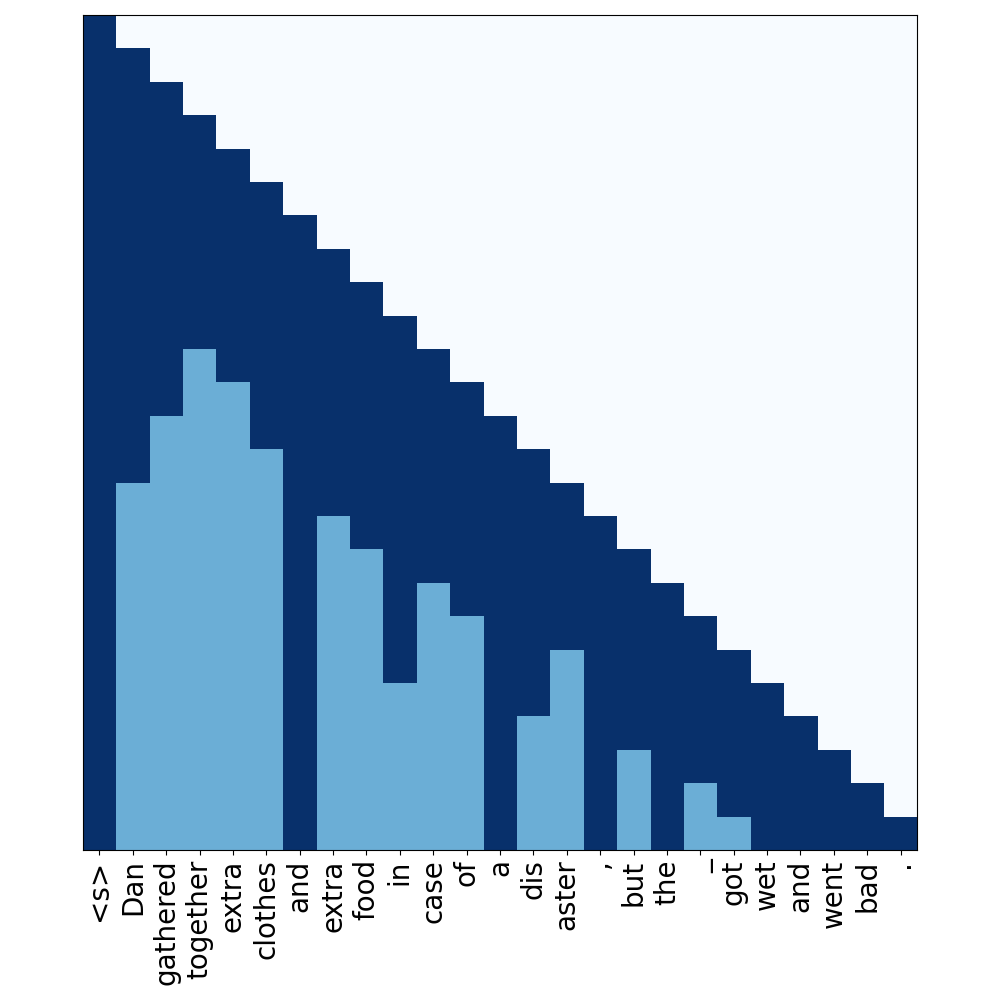 <s> Dan gathered together extra clothes and extra food in case of a dis aster , but the _ got wet and went bad .